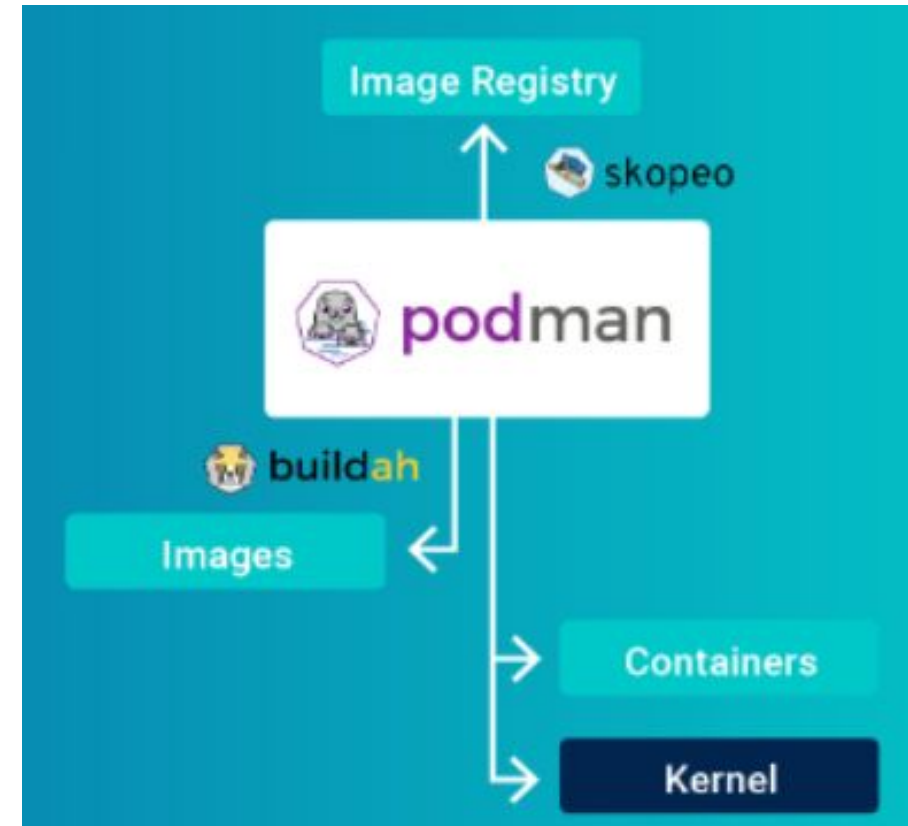 Image Registry
skopeo
podman
buildah
Images
Containers
Kernel